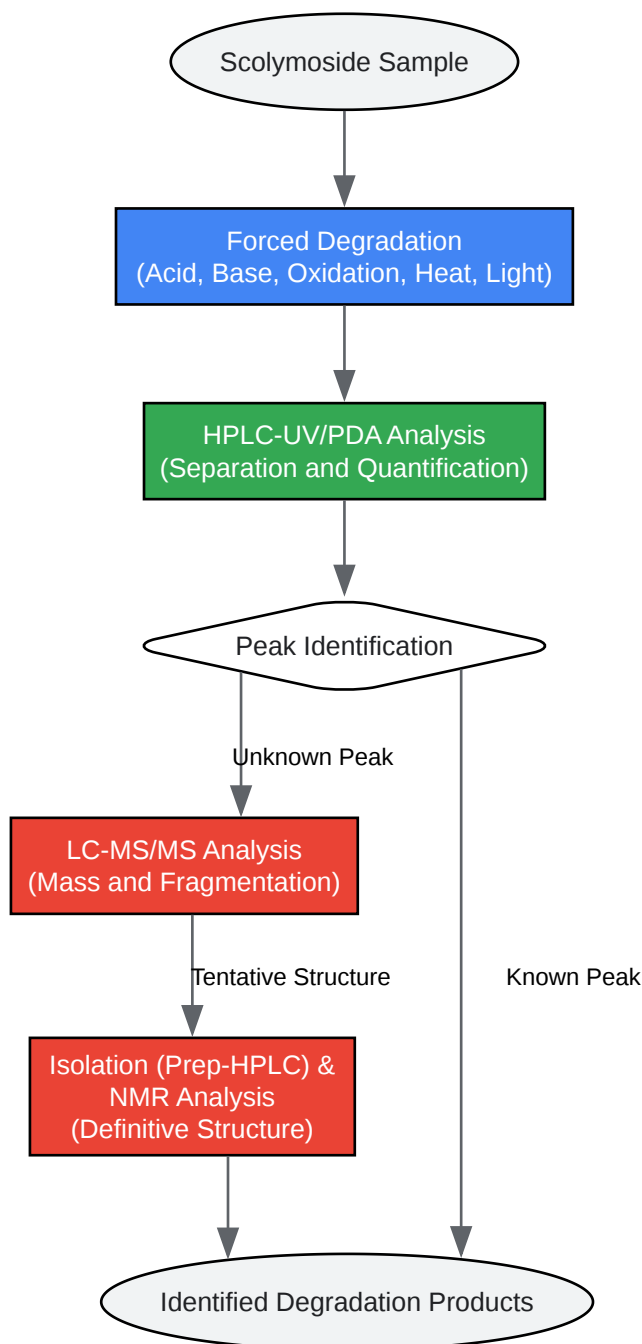 Scolymoside Sample
Forced Degradation
(Acid, Base, Oxidation, Heat, Light)
HPLC-UV/PDA Analysis
(Separation and Quantification)
Peak Identification
Unknown Peak
LC-MS/MS Analysis
(Mass and Fragmentation)
Tentative Structure
Known Peak
Isolation (Prep-HPLC) &
NMR Analysis
(Definitive Structure)
Identified Degradation Products